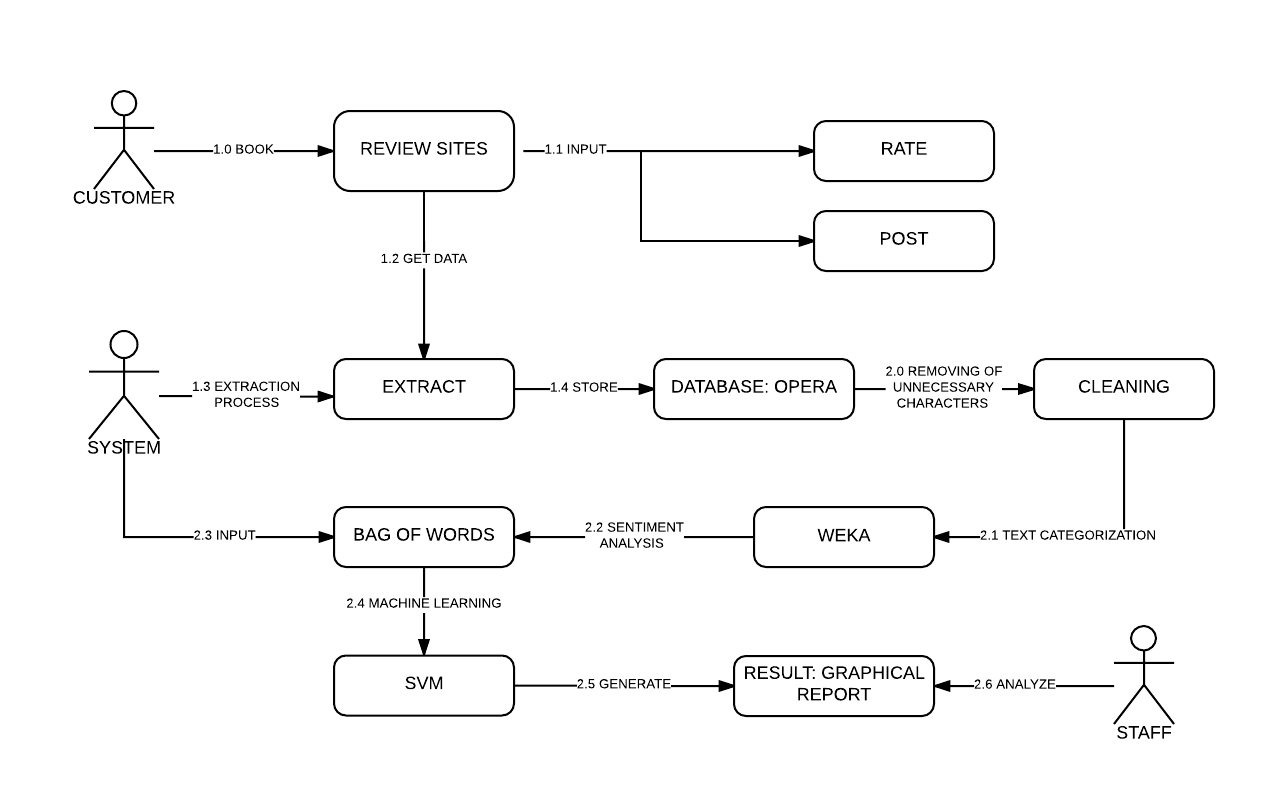 1.0 BOOK
REVIEW SITES
1.1 INPUT
RATE
CUSTOMER
POST
1.2 GET DATA
1.3 EXTRACTION
PROCESS
EXTRACT
1.4 STORE
DATABASE: OPERA
2.0 REMOVING OF
UNNECESSARY
CHARACTERS
CLEANING
SYSTEM
2.3 INPUT
BAG OF WORDS
2.2 SENTIMENT
ANALYSIS
WEKA
2.1 TEXT CATEGORIZATION
2.4 MACHINE LEARNING
SVM
2.5 GENERATE
RESULT: GRAPHICAL
REPORT
2.6 ANALYZE
STAFF